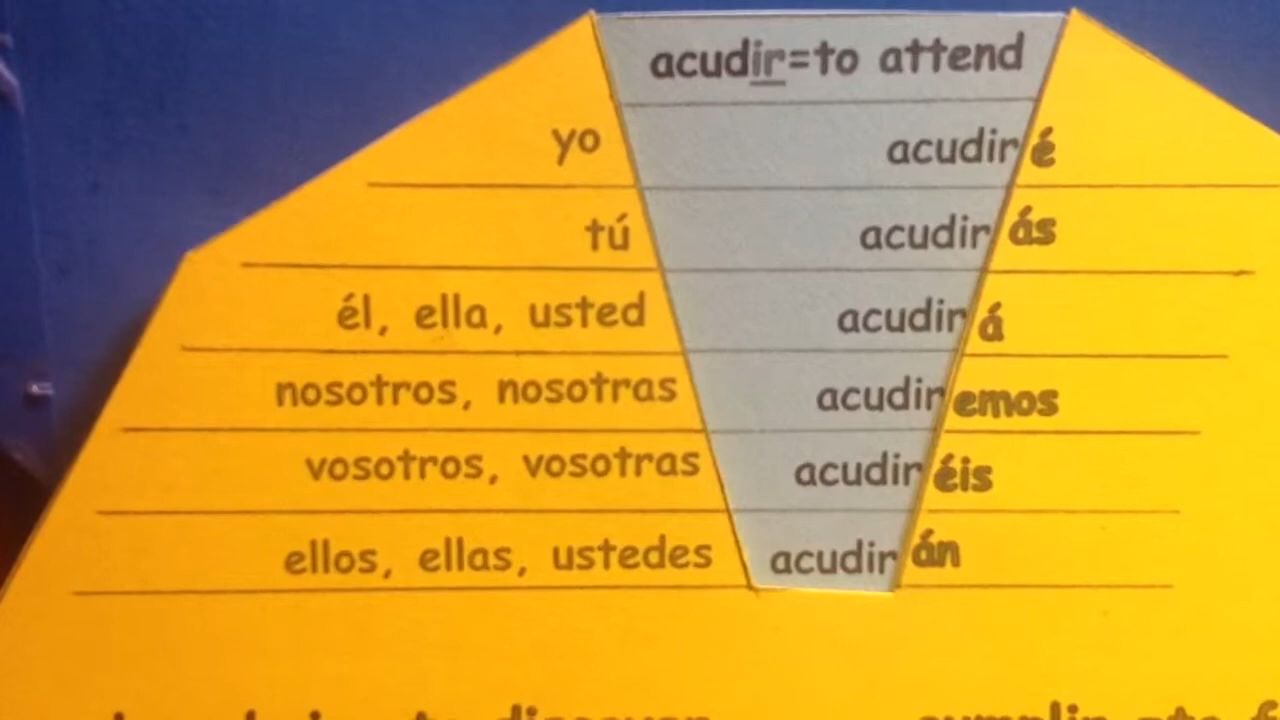 acudir=to attend
yo acudiré
tú acudirás
él, ella, usted acudirá
nosotros, nosotras acudiremos
vosotros, vosotras acudiréis
ellos, ellas, ustedes acudirán